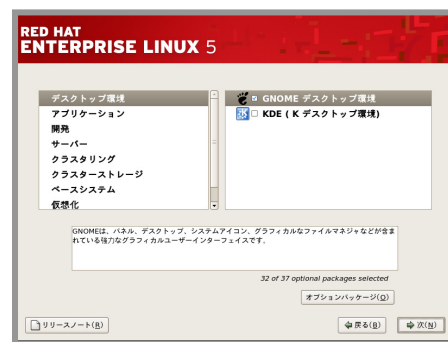 RED HAT
ENTERPRISE LINUX 5
デスクトップ環境
アプリケーション
開発
サーバー
クラスタリング
クラスターストレージ
ベースシステム
仮想化
GNOME デスクトップ環境
KDE ( K デスクトップ環境)
GNOMEは、パネル、デスクトップ、システムアイコン、グラフィカルなファイルマネジャなどが含ま
れている強力なグラフィカルユーザーインターフェイスです。
32 of 37 optional packages selected
オプションパッケージ(O)
リリースノート(R)
戻る(B)
次(N)